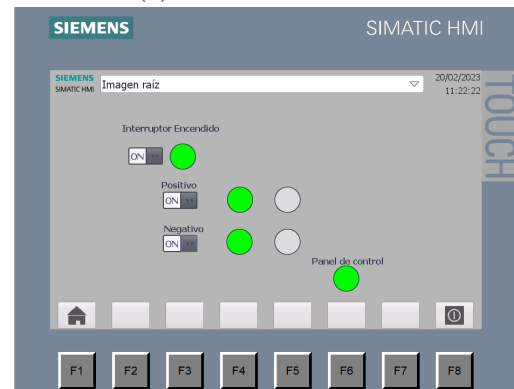 SIEMENS
SIMATIC HMI
SIEMENS
SIMATIC HMI
Imagen raíz
20/02/2023
11:22:22
TOUCH
Interruptor Encendido
ON
Positivo
ON
Negativo
ON
Panel de control
F1
F2
F3
F4
F5
F6
F7
F8